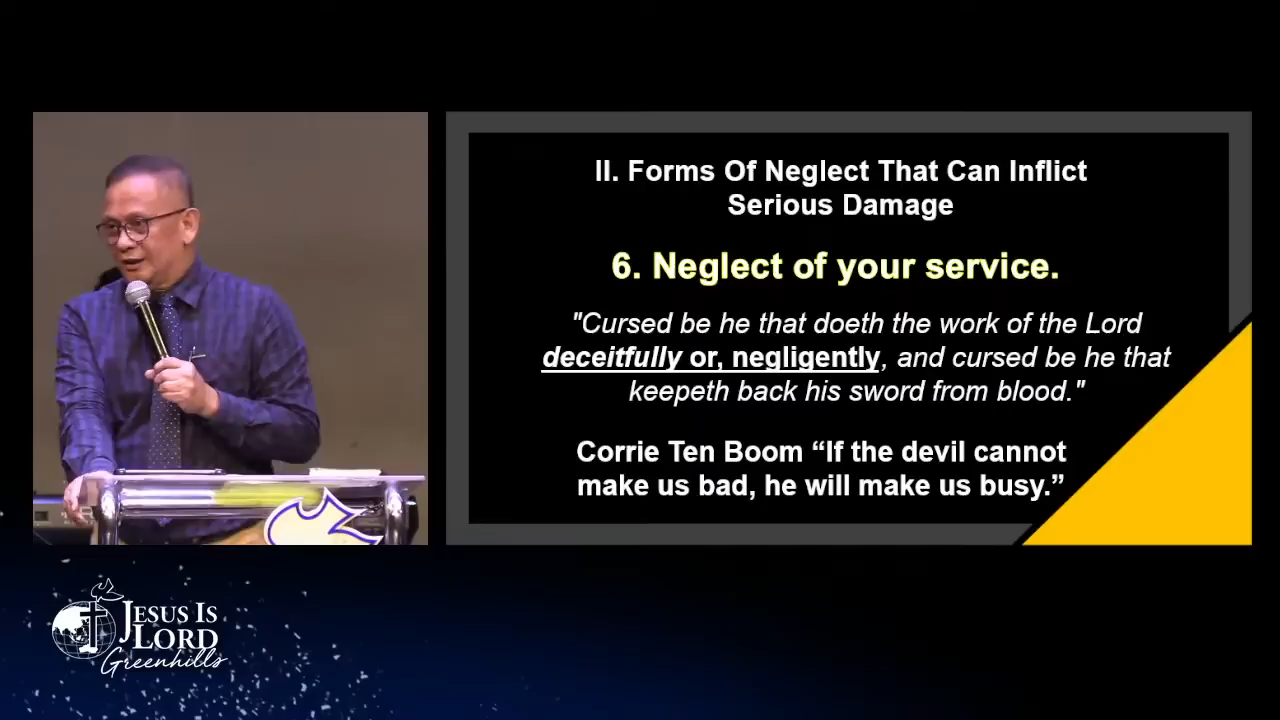 II. Forms Of Neglect That Can Inflict
Serious Damage
6. Neglect of your service.
"Cursed be he that doeth the work of the Lord
deceitfully or, negligently, and cursed be he that
keepeth back his sword from blood."
Corrie Ten Boom “If the devil cannot
make us bad, he will make us busy.”
JESUS IS
LORD
Greenhills